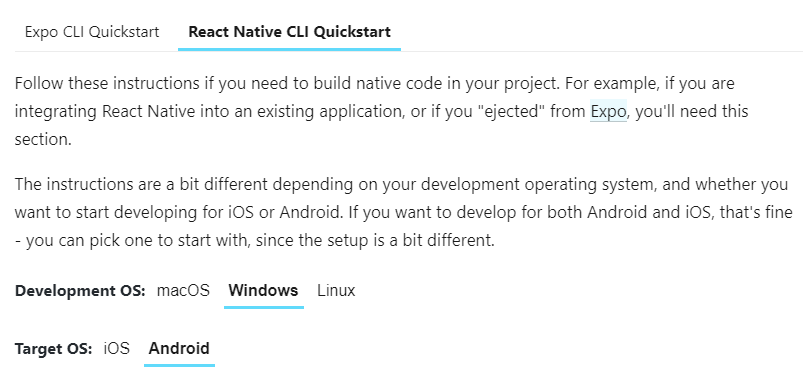 Expo CLI Quickstart React Native CLI Quickstart
Follow these instructions if you need to build native code in your project. For example, if you are
integrating React Native into an existing application, or if you "ejected" from Expo, you'll need this
section.
The instructions are a bit different depending on your development operating system, and whether you
want to start developing for iOS or Android. If you want to develop for both Android and iOS, that's fine
- you can pick one to start with, since the setup is a bit different.
Development OS: macOS Windows Linux
Target OS: iOS Android